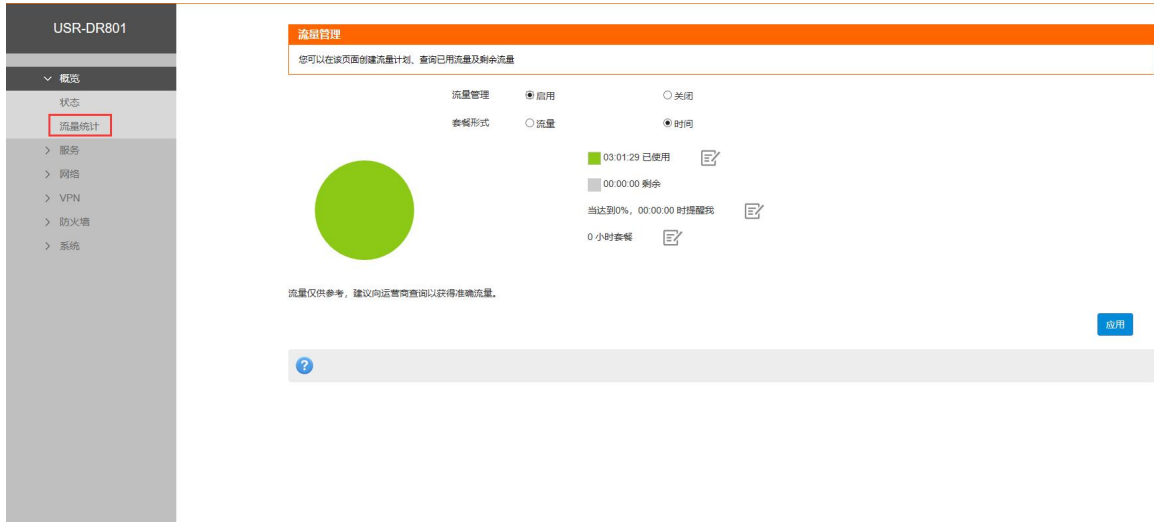 USR-DR801
概览
状态
流量统计
服务
网络
VPN
防火墙
系统
流量管理
您可以在该页面创建流量计划、查询已用流量及剩余流量
流量管理 启用 关闭
套餐形式 流量 时间
03:01:29 已使用
00:00:00 剩余
当达到0%，00:00:00 时提醒我
0 小时套餐
流量仅供参考，建议向运营商查询以获得准确流量。
应用
?